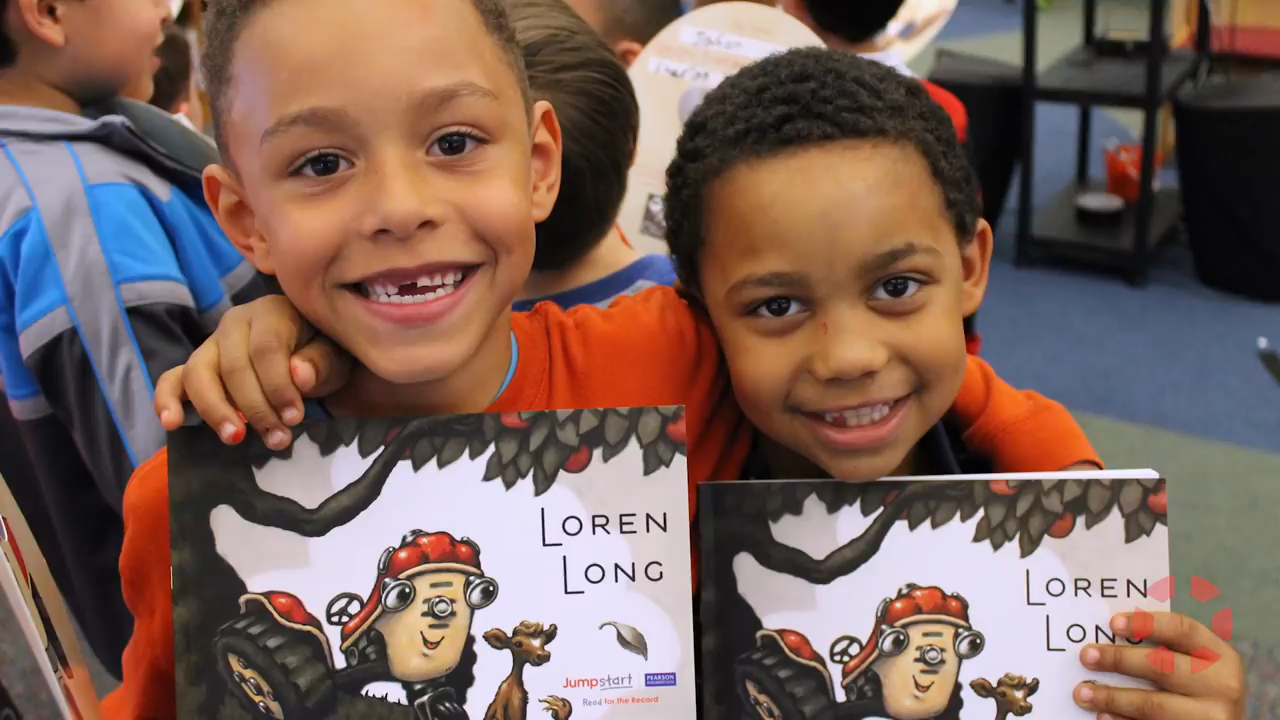 LOREN
LONG
Jumpstart PEARSON
Read for the Record
LOREN
LONG